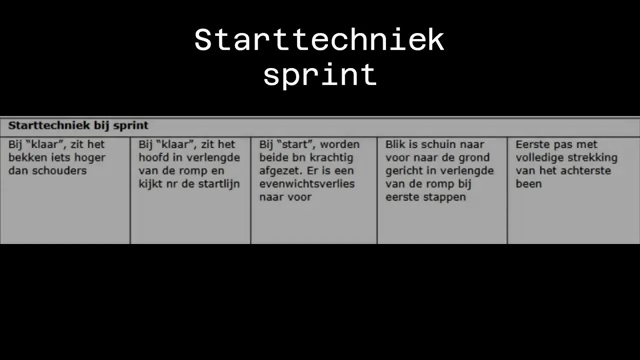 Starttechniek
sprint
Starttechniek bij sprint
Bij “klaar”, zit het
bekken iets hoger
dan schouders
Bij “klaar”, zit het
hoofd in verlengde
van de romp en
kijkt nr de startlijn
Bij “start”, worden
beide bn krachtig
afgezet. Er is een
evenwichtsverlies
naar voor
Blik is schuin naar
voor naar de grond
gericht in verlengde
van de romp bij
eerste stappen
Eerste pas met
volledige strekking
van het achterste
been